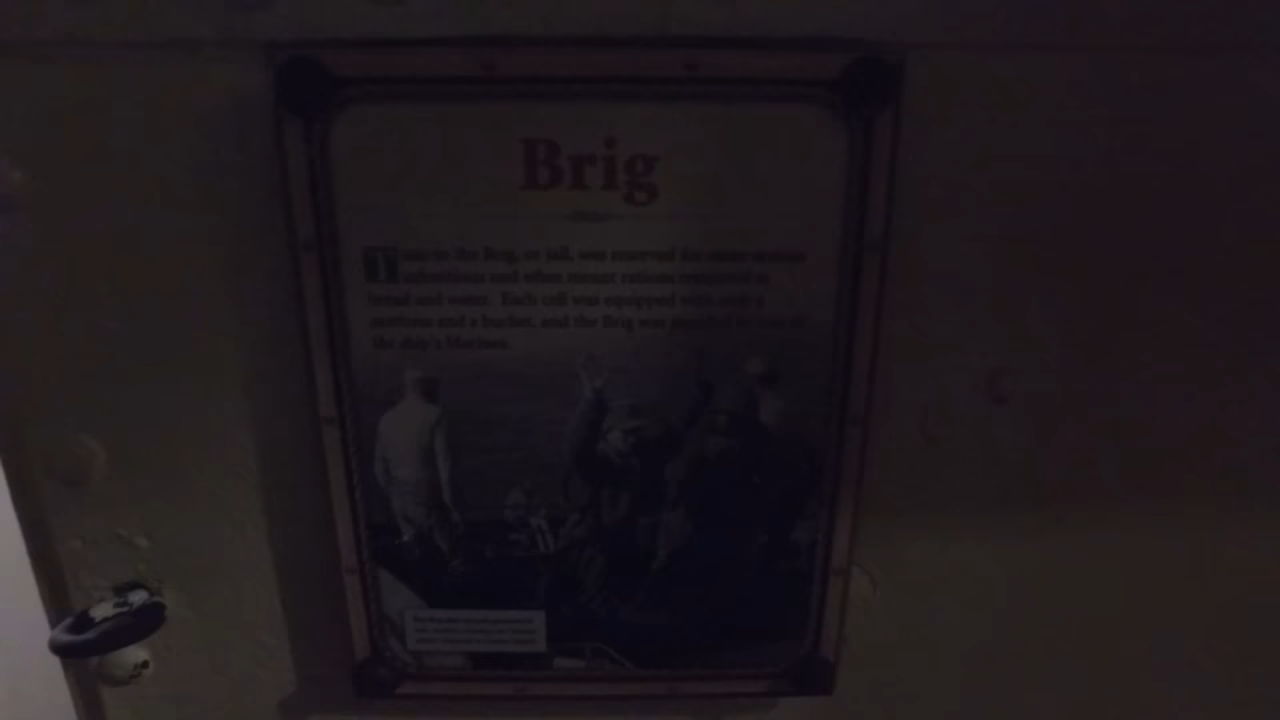 Brig
Time in the Brig, or jail, was reserved for more serious
infractions and often meant rations restricted to
bread and water. Each cell was equipped with only a
mattress and a bucket, and the Brig was guarded by one of
the ship's Marines.